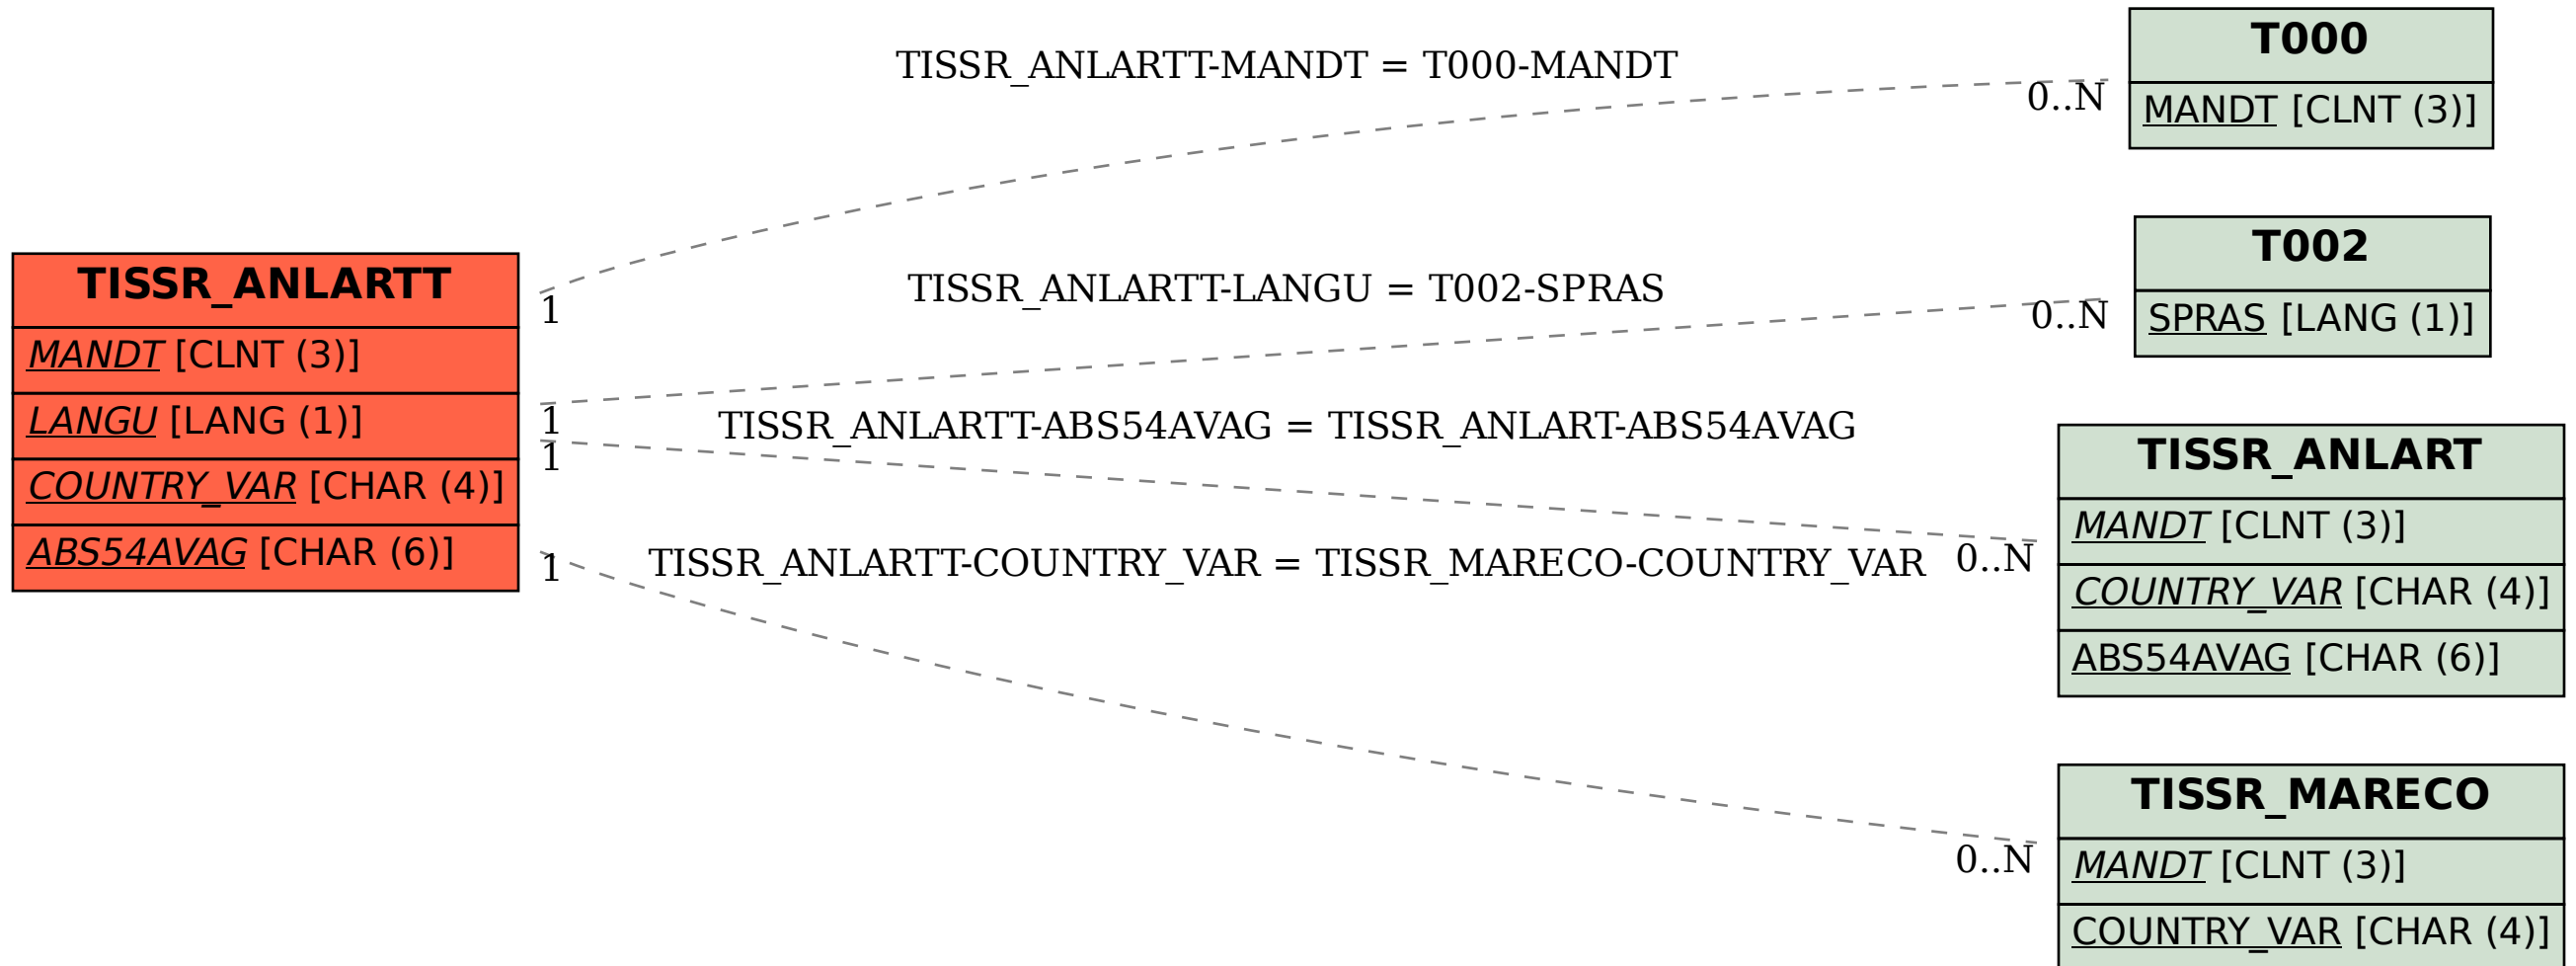 TISSR_ANLARTT
MANDT [CLNT (3)]
LANGU [LANG (1)]
COUNTRY_VAR [CHAR (4)]
ABS54AVAG [CHAR (6)]
TISSR_ANLARTT-MANDT = T000-MANDT
1
0..N
T000
MANDT [CLNT (3)]
TISSR_ANLARTT-LANGU = T002-SPRAS
1
0..N
T002
SPRAS [LANG (1)]
TISSR_ANLARTT-ABS54AVAG = TISSR_ANLART-ABS54AVAG
1
0..N
TISSR_ANLART
MANDT [CLNT (3)]
COUNTRY_VAR [CHAR (4)]
ABS54AVAG [CHAR (6)]
TISSR_ANLARTT-COUNTRY_VAR = TISSR_MARECO-COUNTRY_VAR
1
0..N
TISSR_MARECO
MANDT [CLNT (3)]
COUNTRY_VAR [CHAR (4)]